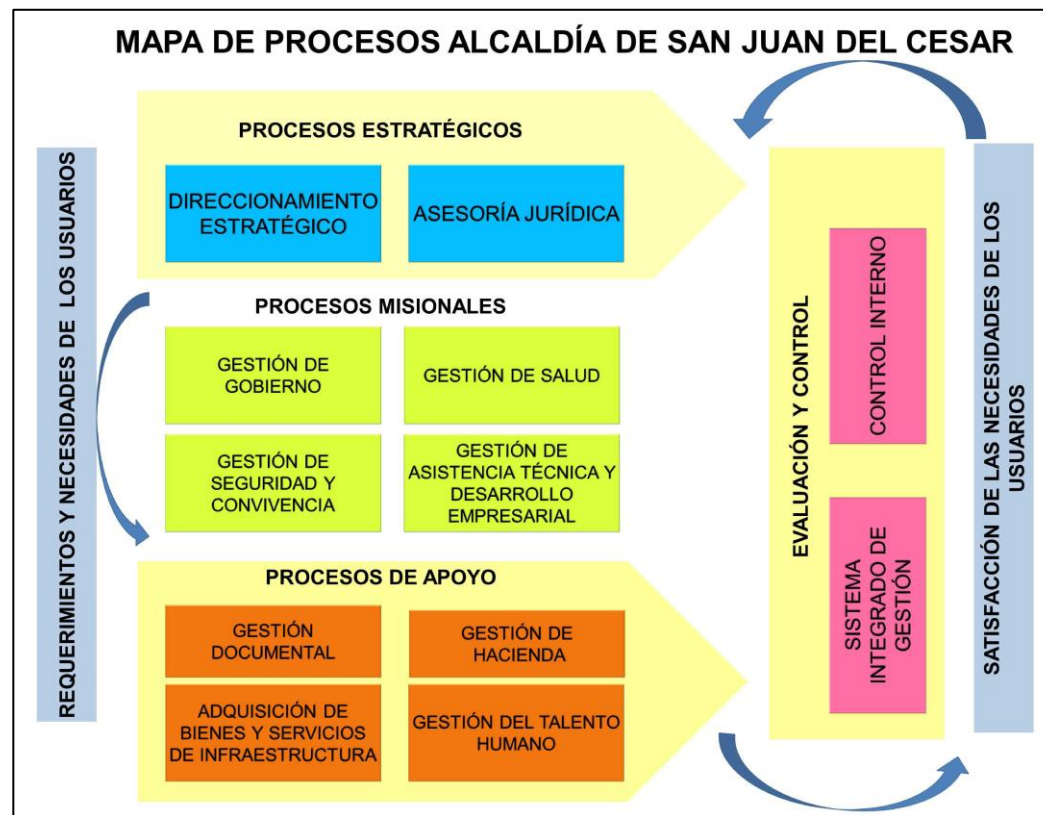 MAPA DE PROCESOS ALCALDÍA DE SAN JUAN DEL CESAR
REQUERIMIENTOS Y NECESIDADES DE LOS USUARIOS
PROCESOS ESTRATÉGICOS
DIRECCIONAMIENTO
ESTRATÉGICO
ASESORÍA JURÍDICA
PROCESOS MISIONALES
GESTIÓN DE
GOBIERNO
GESTIÓN DE SALUD
GESTIÓN DE
SEGURIDAD Y
CONVIVENCIA
GESTIÓN DE
ASISTENCIA TÉCNICA Y
DESARROLLO
EMPRESARIAL
PROCESOS DE APOYO
GESTIÓN
DOCUMENTAL
GESTIÓN DE
HACIENDA
ADQUISICIÓN DE
BIENES Y SERVICIOS
DE INFRAESTRUCTURA
GESTIÓN DEL TALENTO
HUMANO
EVALUACIÓN Y CONTROL
CONTROL INTERNO
SISTEMA
INTEGRADO DE
GESTIÓN
SATISFACCIÓN DE LAS NECESIDADES DE LOS
USUARIOS